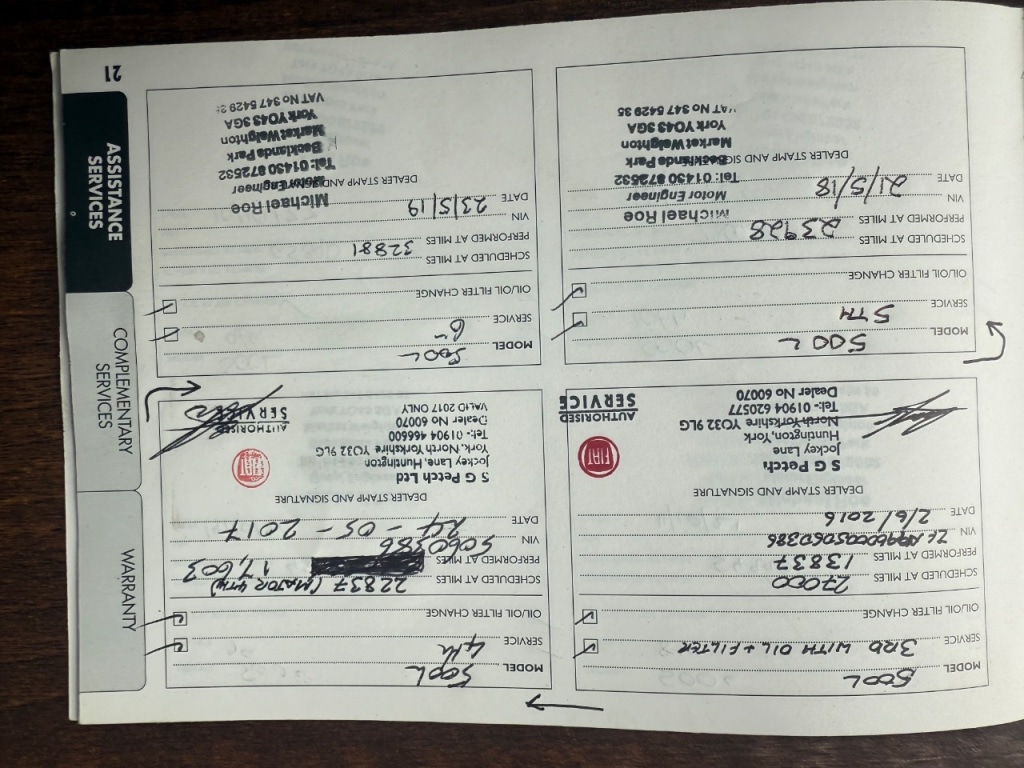 MODEL 500L
SERVICE 3RD WITH OIL + FILTER
OIL/OIL FILTER CHANGE
SCHEDULED AT MILES 27000
PERFORMED AT MILES 13837
VIN ZFA19900005060386
DATE 2/6/2016
DEALER STAMP AND SIGNATURE
S G Petch
Jockey Lane
Huntington, York
North Yorkshire YO32 9LG
Tel:- 01904 620577
Dealer No 60070
FIAT
AUTHORISED
SERVICE
MODEL 500L
SERVICE 4th
OIL/OIL FILTER CHANGE
SCHEDULED AT MILES 22837 (MAJOR 4TH)
PERFORMED AT MILES 17,603
VIN 5060386
DATE 24-05-2017
DEALER STAMP AND SIGNATURE
S G Petch Ltd
Jockey Lane, Huntington
York, North Yorkshire YO32 9LG
Tel:- 01904 466600
Dealer No 60070
VALID 2017 ONLY
AUTHORISED
SERVICE
MODEL 500L
SERVICE 5TH
OIL/OIL FILTER CHANGE
SCHEDULED AT MILES
PERFORMED AT MILES 23928
VIN
DATE 21/5/18
DEALER STAMP AND SIGNATURE
Michael Roe
Motor Engineer
Tel: 01430 872632
Becklands Park
Market Weighton
York YO43 3GA
VAT No 347 5429 35
MODEL 500L
SERVICE 6
OIL/OIL FILTER CHANGE
SCHEDULED AT MILES
PERFORMED AT MILES 32881
VIN
DATE 23/5/19
DEALER STAMP AND
Michael Roe
Motor Engineer
Tel: 01430 872632
Becklands Park
Market Weighton
York YO43 3GA
VAT No 347 5429
WARRANTY
COMPLEMENTARY
SERVICES
ASSISTANCE
SERVICES
21